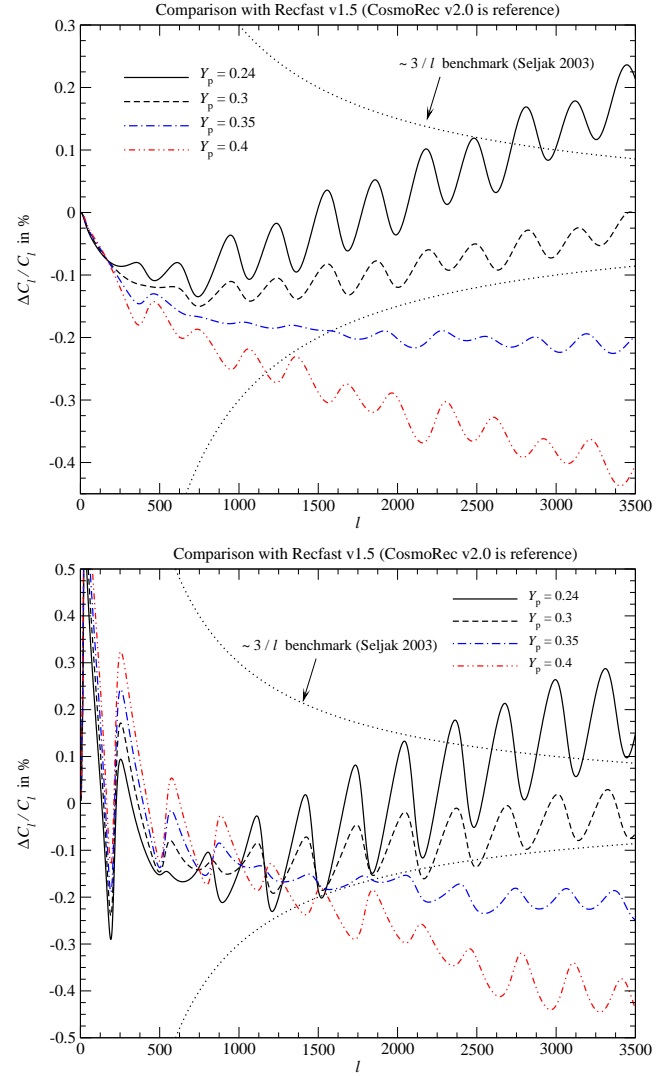 Comparison with Recfast v1.5 (CosmoRec v2.0 is reference)
0.3
0.2
0.1
0
-0.1
-0.2
-0.3
-0.4
ΔC_l / C_l in %
Y_p = 0.24
Y_p = 0.3
Y_p = 0.35
Y_p = 0.4
~ 3 / l benchmark (Seljak 2003)
0 500 1000 1500 2000 2500 3000 3500
l
Comparison with Recfast v1.5 (CosmoRec v2.0 is reference)
0.5
0.4
0.3
0.2
0.1
0
-0.1
-0.2
-0.3
-0.4
-0.5
ΔC_l / C_l in %
Y_p = 0.24
Y_p = 0.3
Y_p = 0.35
Y_p = 0.4
~ 3 / l benchmark (Seljak 2003)
0 500 1000 1500 2000 2500 3000 3500
l